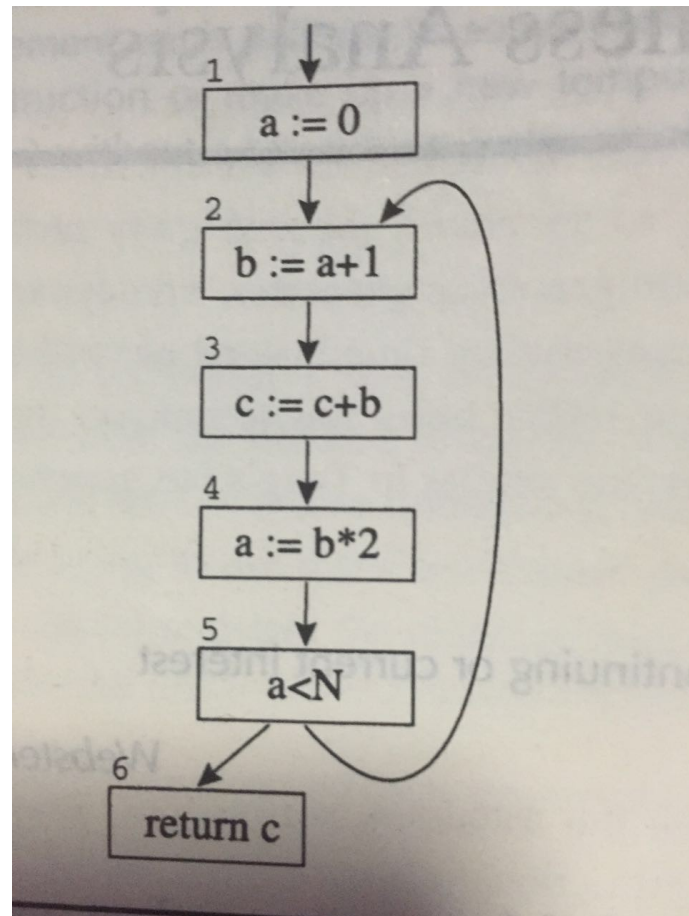 1
a := 0
2
b := a+1
3
c := c+b
4
a := b*2
5
a<N
6
return c